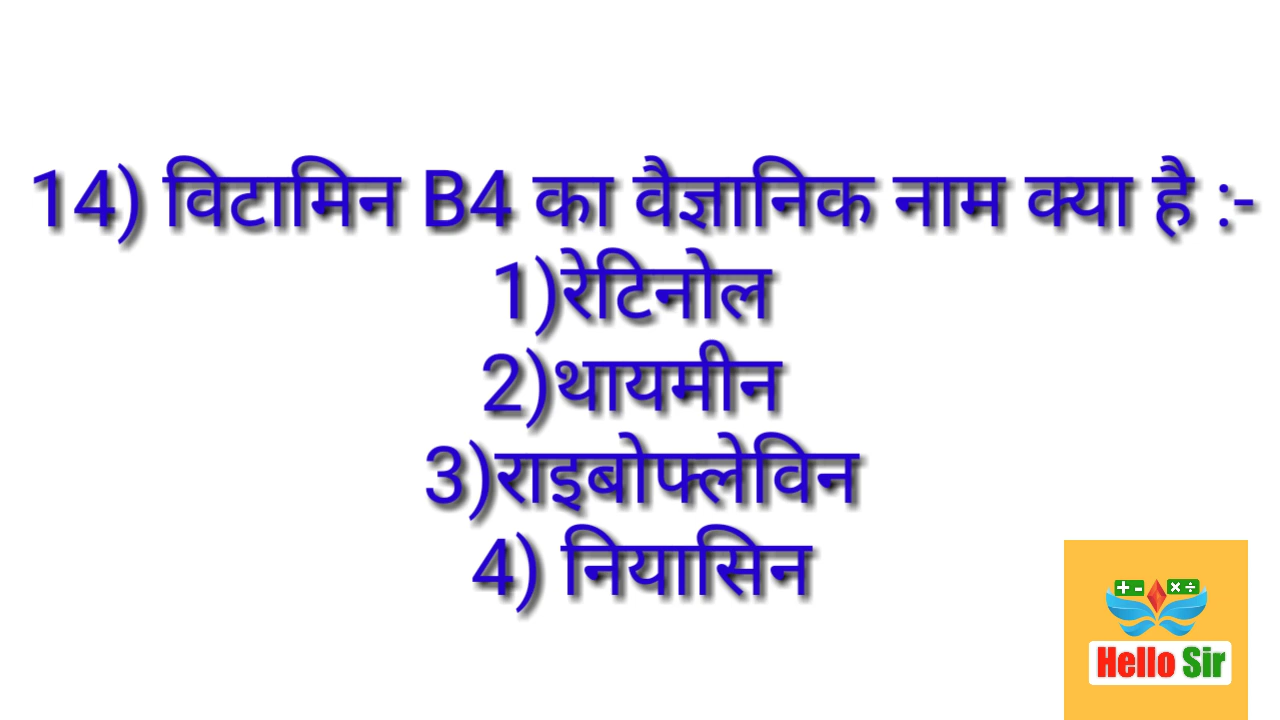 14) विटामिन B4 का वैज्ञानिक नाम क्या है :-
1)रेटिनोल
2)थायमीन
3)राइबोफ्लेविन
4) नियासिन
+ - × ÷
Hello Sir